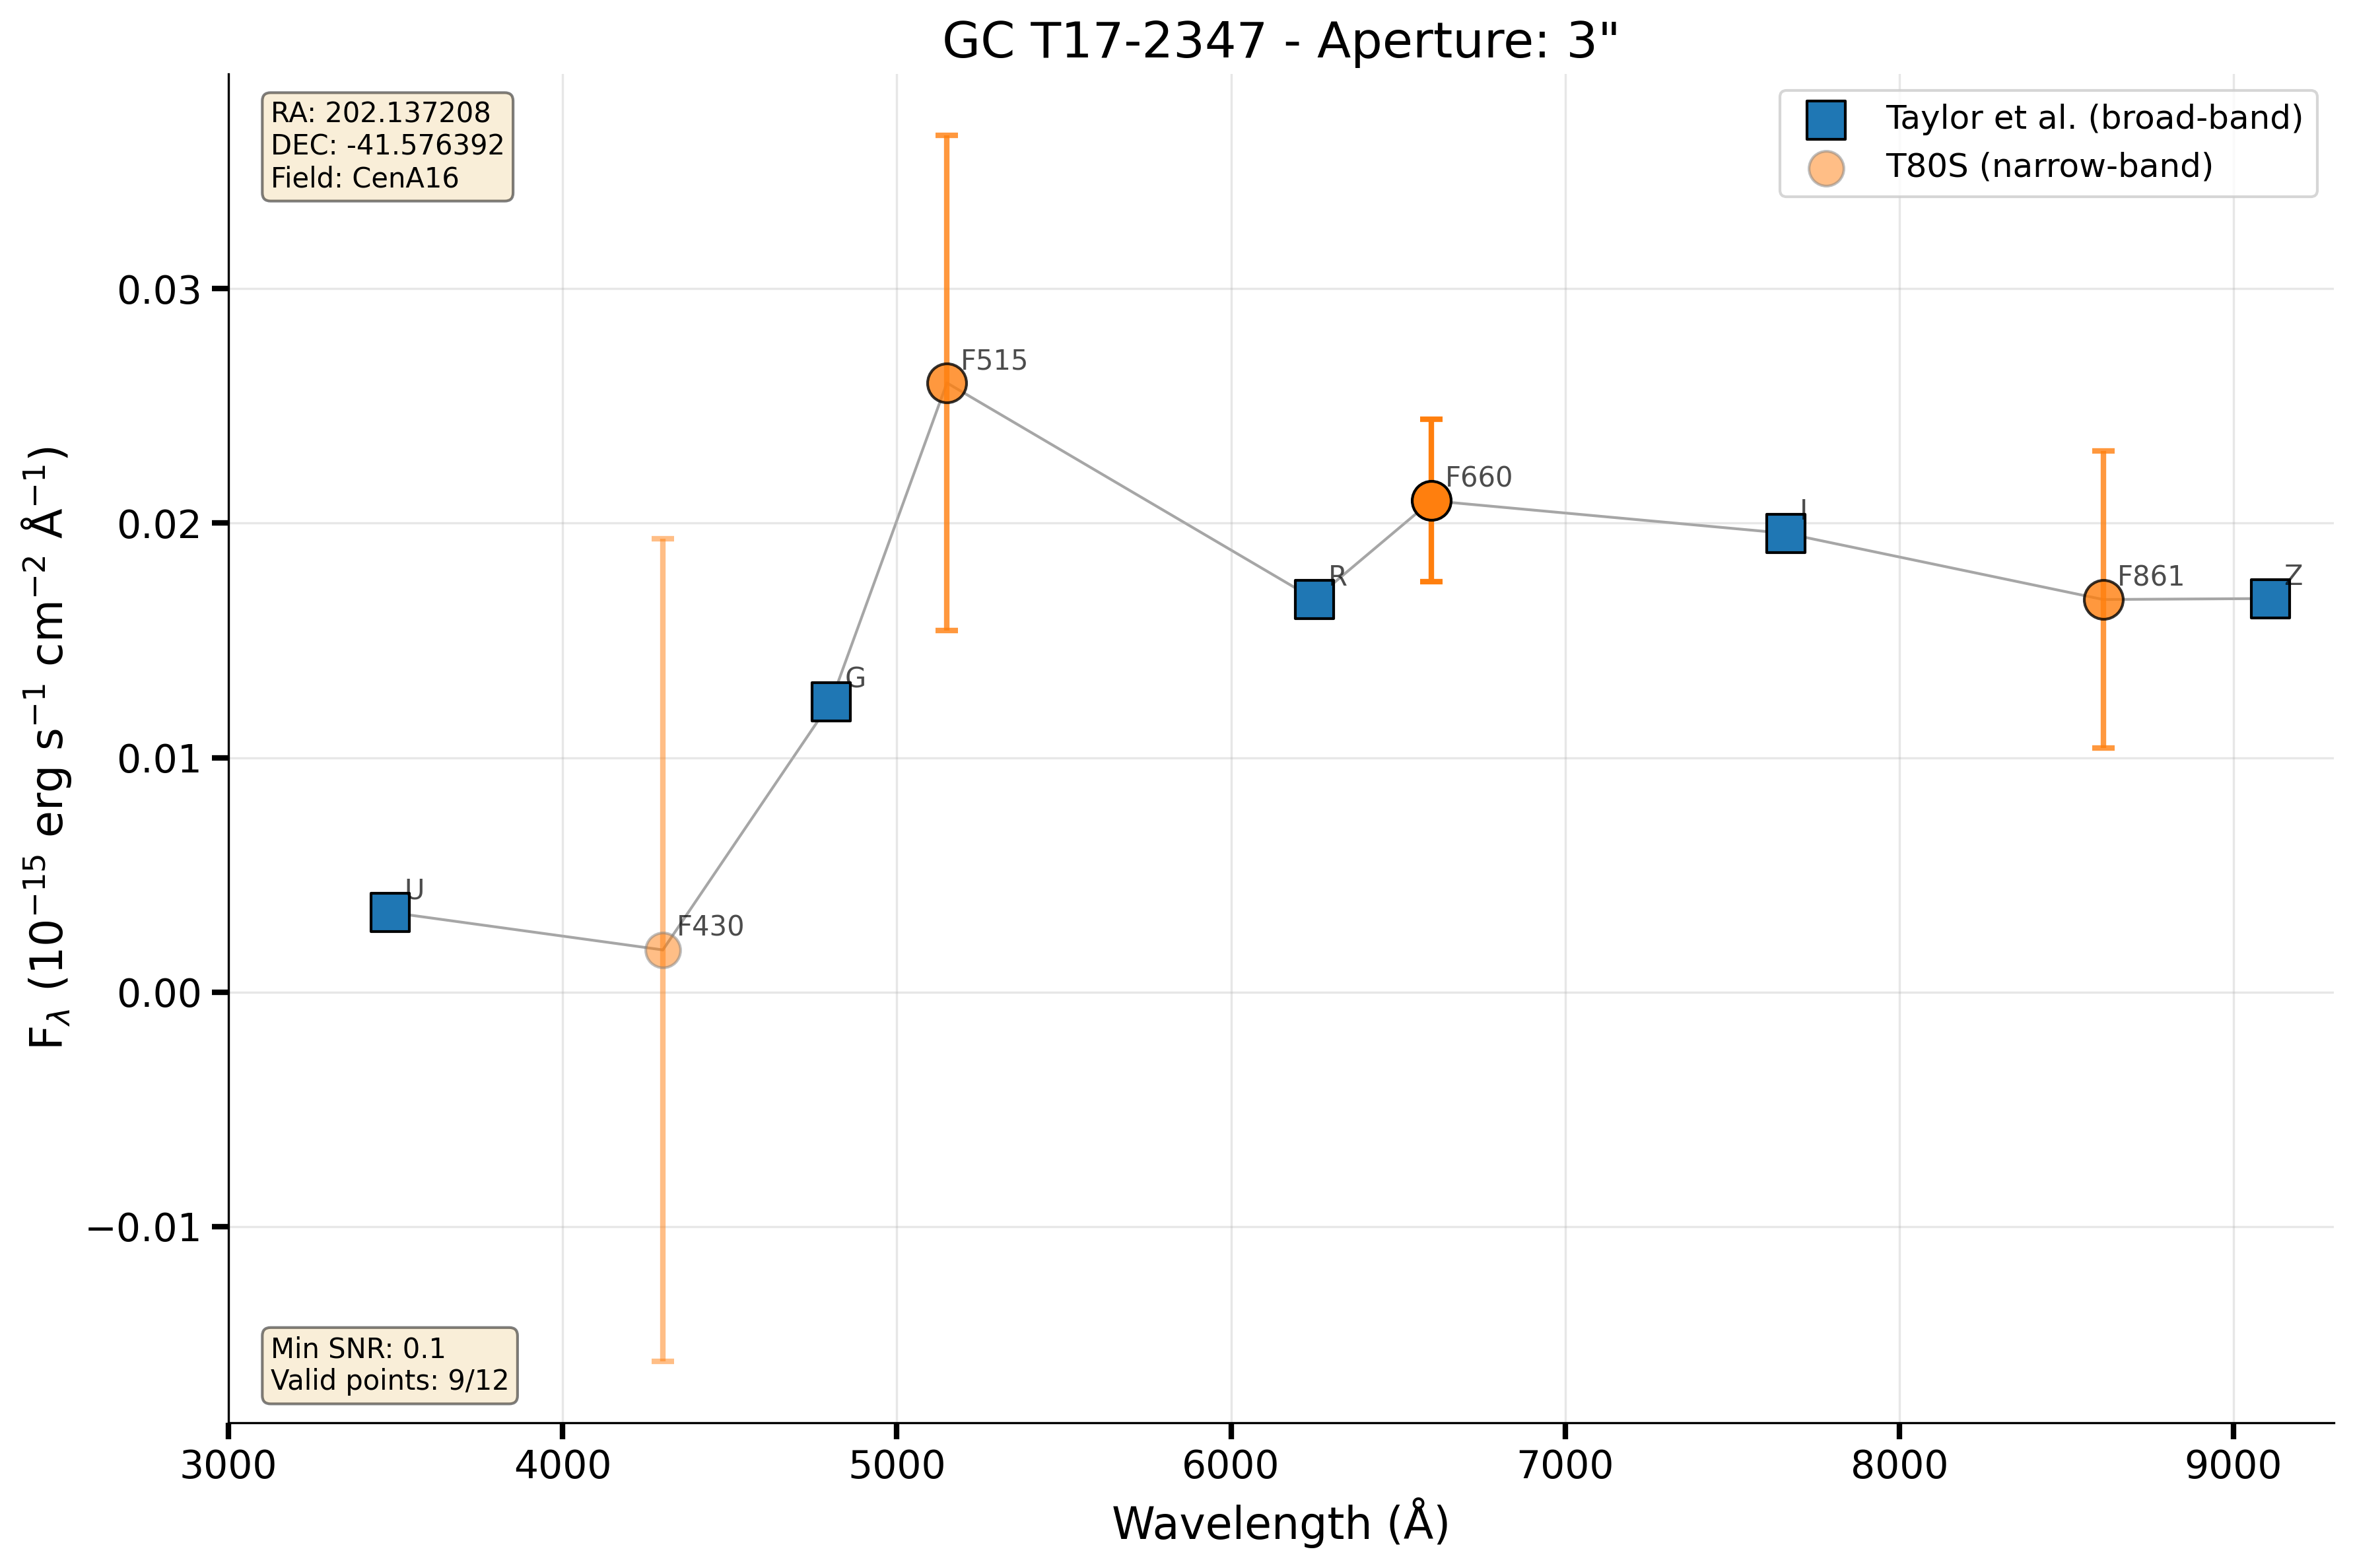 GC T17-2347 - Aperture: 3"
RA: 202.137208
DEC: -41.576392
Field: CenA16
Taylor et al. (broad-band)
T80S (narrow-band)
F515
F660
I
R
F861
Z
G
U
F430
0.03
0.02
0.01
0.00
−0.01
F_λ (10⁻¹⁵ erg s⁻¹ cm⁻² Å⁻¹)
Min SNR: 0.1
Valid points: 9/12
3000 4000 5000 6000 7000 8000 9000
Wavelength (Å)